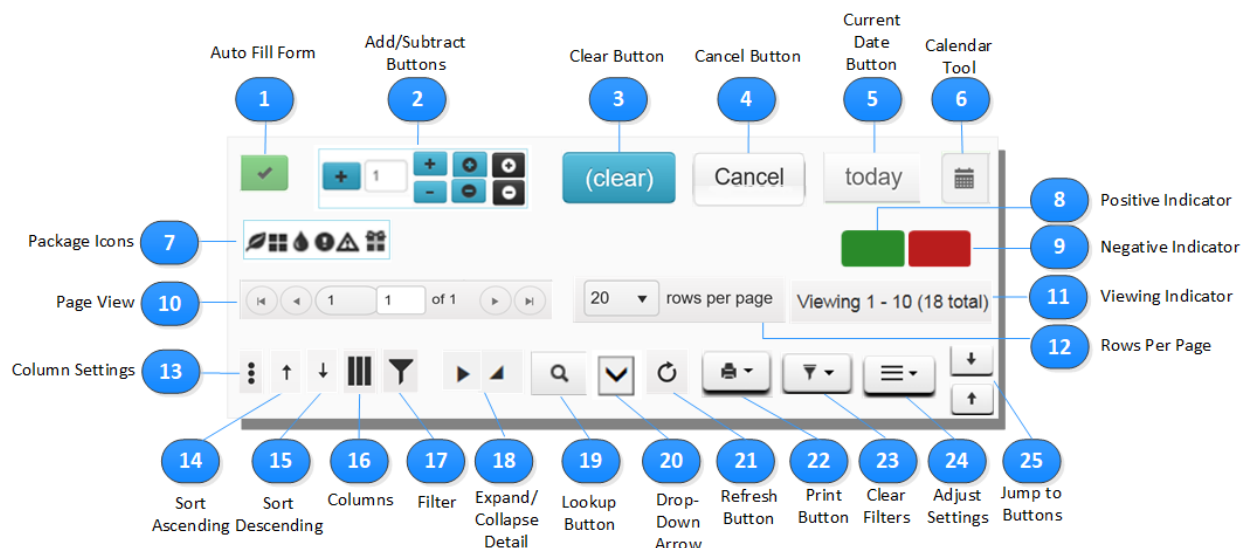 Auto Fill Form
Add/Subtract
Buttons
Clear Button
Cancel Button
Current
Date
Button
Calendar
Tool
1
2
3
4
5
6
1
(clear)
Cancel
today
Package Icons
7
8
Positive Indicator
9
Negative Indicator
Page View
10
1
1
of 1
20
rows per page
Viewing 1 - 10 (18 total)
11
Viewing Indicator
12
Rows Per Page
Column Settings
13
14
15
16
17
18
19
20
21
22
23
24
25
Sort
Ascending
Sort
Descending
Columns
Filter
Expand/
Collapse
Detail
Lookup
Button
Drop-
Down
Arrow
Refresh
Button
Print
Button
Clear
Filters
Adjust
Settings
Jump to
Buttons